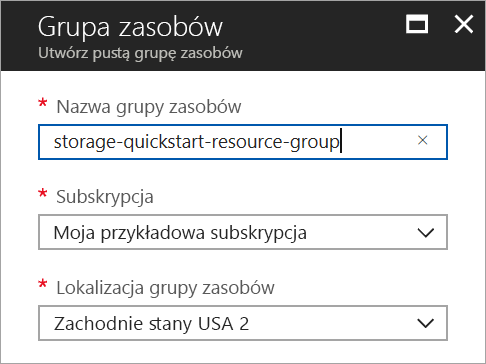 Grupa zasobów
Utwórz pustą grupę zasobów
* Nazwa grupy zasobów
storage-quickstart-resource-group
* Subskrypcja
Moja przykładowa subskrypcja
* Lokalizacja grupy zasobów
Zachodnie stany USA 2